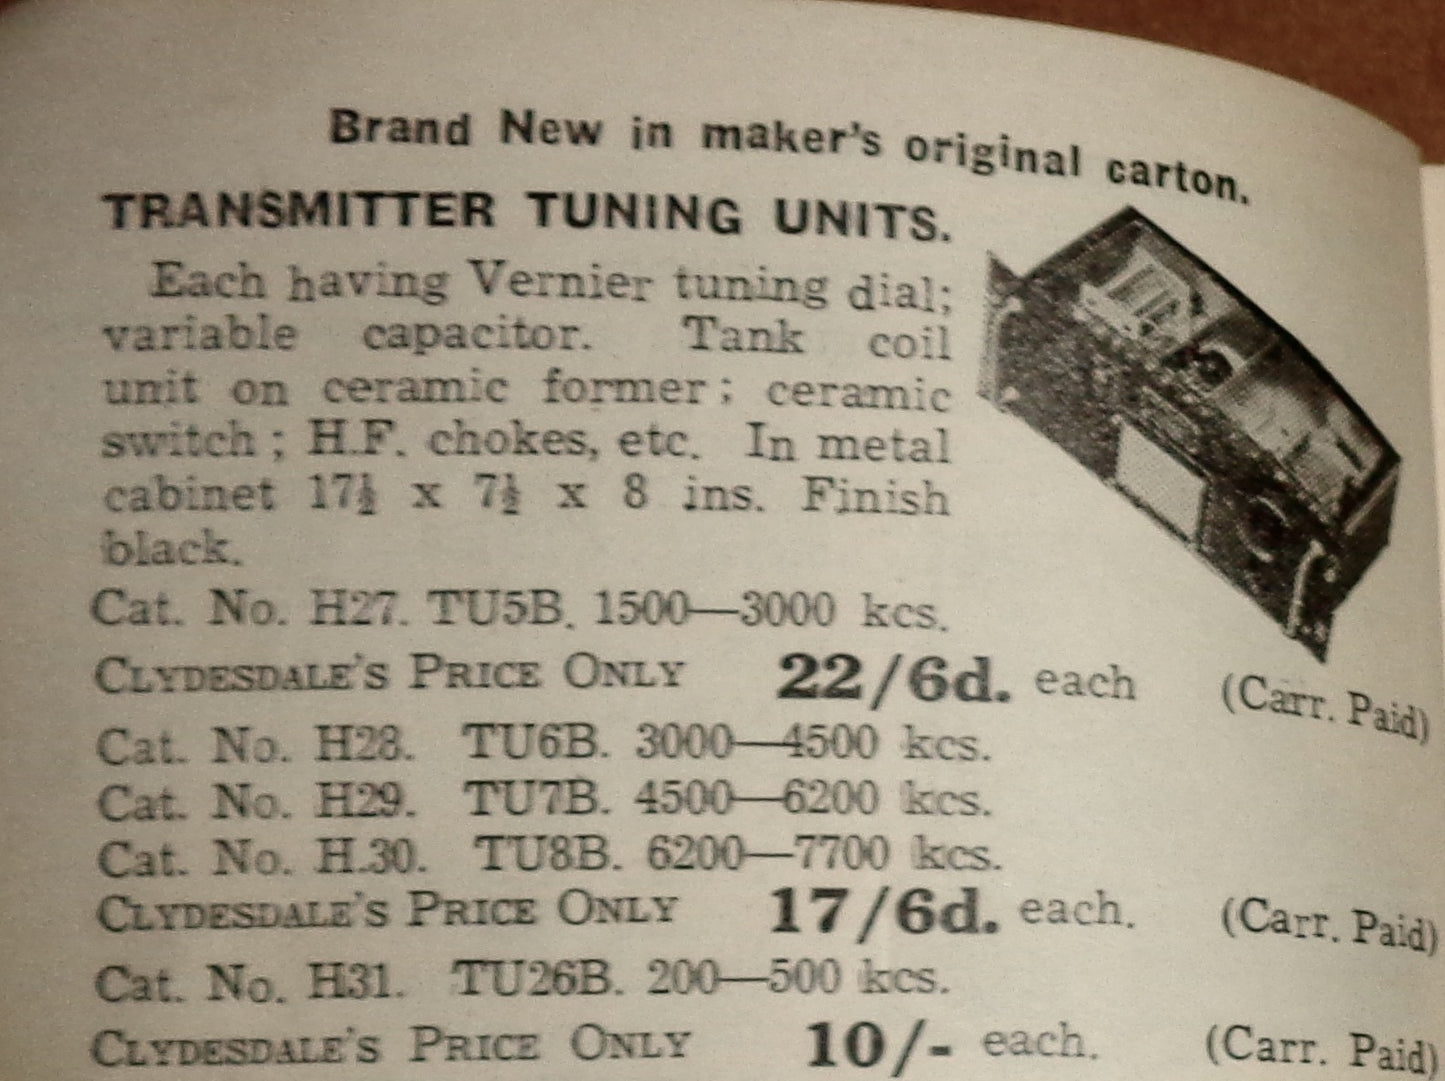 Brand New in maker's original carton.
TRANSMITTER TUNING UNITS.
Each having Vernier tuning dial;
variable capacitor. Tank coil
unit on ceramic former; ceramic
switch; H.F. chokes, etc. In metal
cabinet 17½ x 7½ x 8 ins. Finish
black.
Cat. No. H27. TU5B. 1500—3000 kcs.
CLYDESDALE'S PRICE ONLY 22/6d. each (Carr. Paid)
Cat. No. H28. TU6B. 3000—4500 kcs.
Cat. No. H29. TU7B. 4500—6200 kcs.
Cat. No. H.30. TU8B. 6200—7700 kcs.
CLYDESDALE'S PRICE ONLY 17/6d. each. (Carr. Paid)
Cat. No. H31. TU26B. 200—500 kcs.
CLYDESDALE'S PRICE ONLY 10/- each. (Carr. Paid)